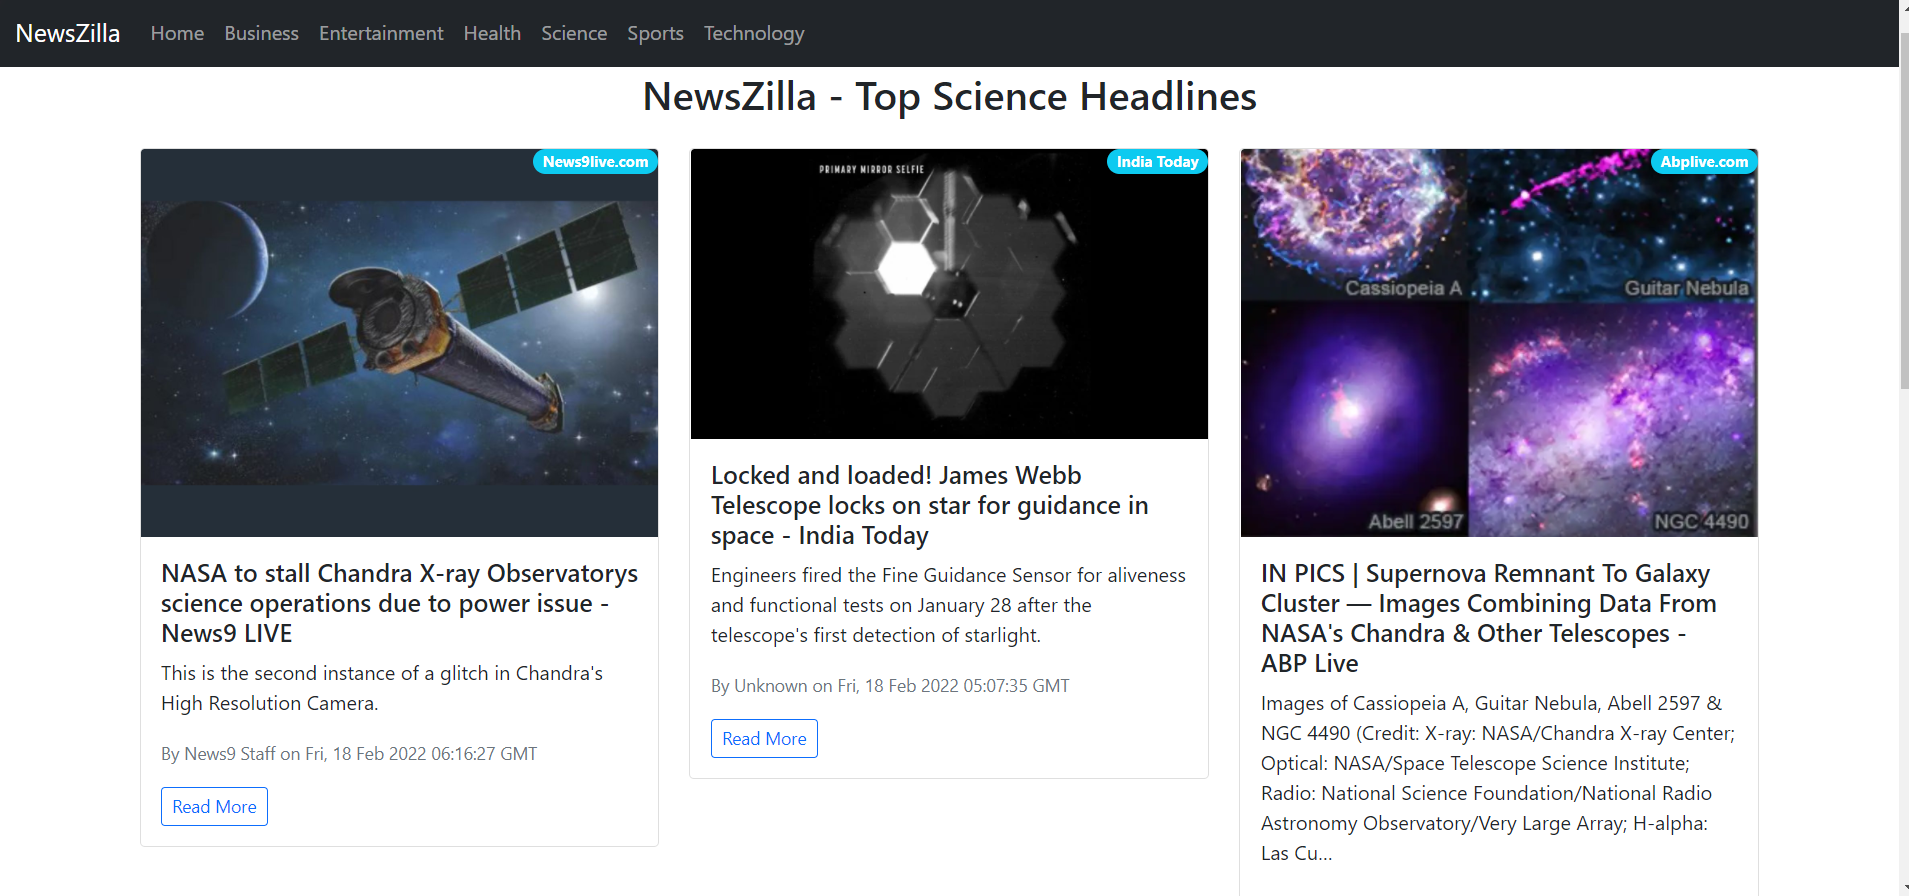 NewsZilla Home Business Entertainment Health Science Sports Technology
NewsZilla - Top Science Headlines
News9live.com
NASA to stall Chandra X-ray Observatorys
science operations due to power issue -
News9 LIVE
This is the second instance of a glitch in Chandra's
High Resolution Camera.
By News9 Staff on Fri, 18 Feb 2022 06:16:27 GMT
Read More
India Today
PRIMARY MIRROR SELFIE
Locked and loaded! James Webb
Telescope locks on star for guidance in
space - India Today
Engineers fired the Fine Guidance Sensor for aliveness
and functional tests on January 28 after the
telescope's first detection of starlight.
By Unknown on Fri, 18 Feb 2022 05:07:35 GMT
Read More
Abplive.com
Cassiopeia A
Guitar Nebula
Abell 2597
NGC 4490
IN PICS | Supernova Remnant To Galaxy
Cluster — Images Combining Data From
NASA's Chandra & Other Telescopes -
ABP Live
Images of Cassiopeia A, Guitar Nebula, Abell 2597 &
NGC 4490 (Credit: X-ray: NASA/Chandra X-ray Center;
Optical: NASA/Space Telescope Science Institute;
Radio: National Science Foundation/National Radio
Astronomy Observatory/Very Large Array; H-alpha:
Las Cu...